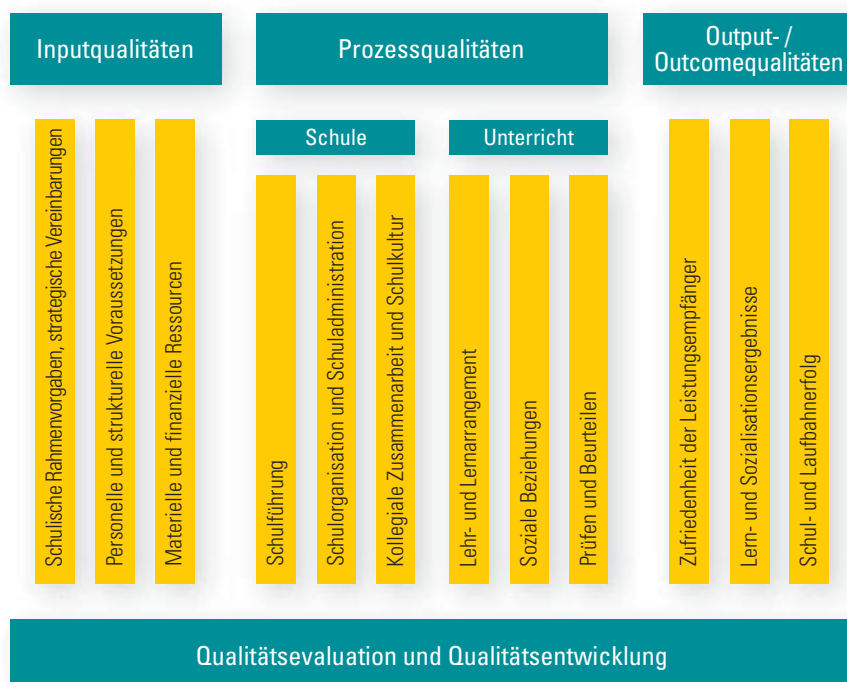 Inputqualitäten
Prozessqualitäten
Output- /
Outcomequalitäten
Schule
Unterricht
Schulische Rahmenvorgaben, strategische Vereinbarungen
Personelle und strukturelle Voraussetzungen
Materielle und finanzielle Ressourcen
Schulführung
Schulorganisation und Schuladministration
Kollegiale Zusammenarbeit und Schulkultur
Lehr- und Lernarrangement
Soziale Beziehungen
Prüfen und Beurteilen
Zufriedenheit der Leistungsempfänger
Lern- und Sozialisationsergebnisse
Schul- und Laufbahnerfolg
Qualitätsevaluation und Qualitätsentwicklung